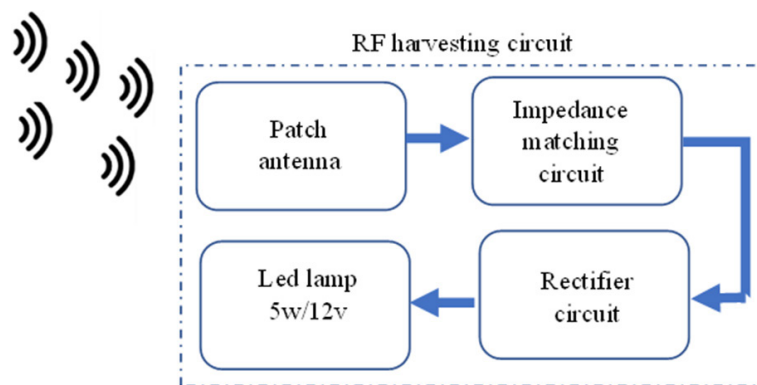 RF harvesting circuit
Patch
antenna
Impedance
matching
circuit
Led lamp
5w/12v
Rectifier
circuit